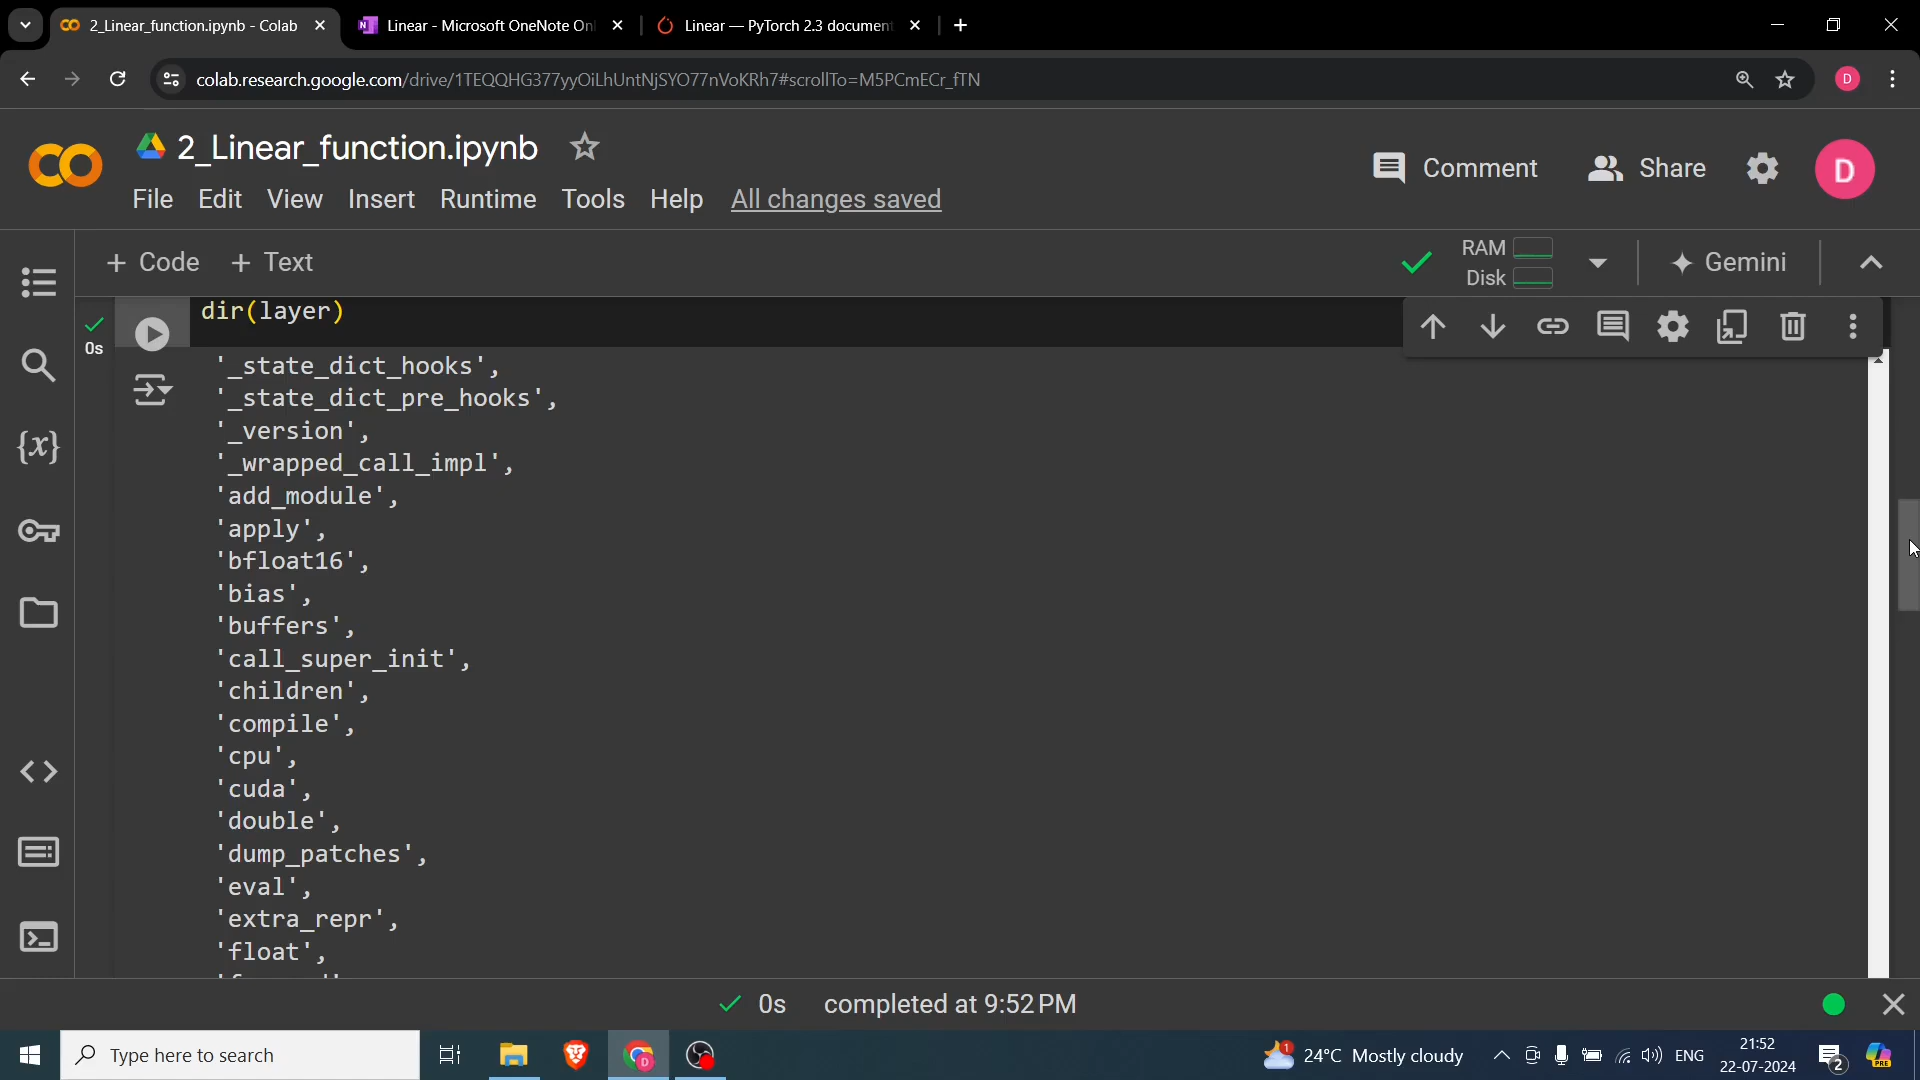 2_Linear_function.ipynb - Colab
Linear - Microsoft OneNote On
Linear — PyTorch 2.3 document
colab.research.google.com/drive/1TEQQHG377yyOiLhUntNjSYO77nVoKRh7#scrollTo=M5PCmECr_fTN
D
2_Linear_function.ipynb
Comment
Share
D
File Edit View Insert Runtime Tools Help All changes saved
+ Code + Text
RAM
Disk
Gemini
dir(layer)
0s
'_state_dict_hooks',
'_state_dict_pre_hooks',
'_version',
'_wrapped_call_impl',
'add_module',
'apply',
'bfloat16',
'bias',
'buffers',
'call_super_init',
'children',
'compile',
'cpu',
'cuda',
'double',
'dump_patches',
'eval',
'extra_repr',
'float',
0s completed at 9:52 PM
Type here to search
1
24°C Mostly cloudy
ENG
21:52
22-07-2024
2
PRE